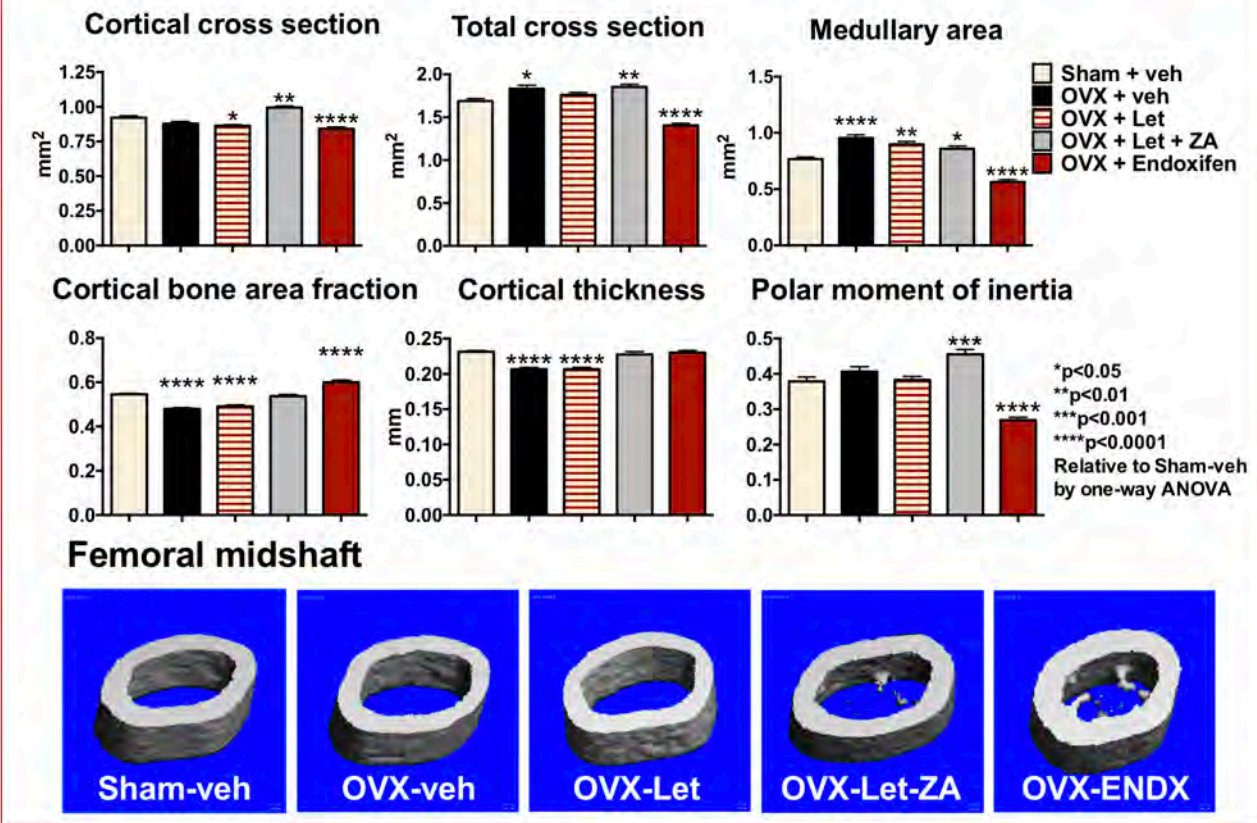 Cortical cross section
Total cross section
Medullary area
1.25
1.00
0.75
0.50
0.25
0.00
mm2
*
**
****
2.0
1.5
1.0
0.5
0.0
mm2
*
**
****
1.5
1.0
0.5
0.0
mm2
****
**
*
****
Sham + veh
OVX + veh
OVX + Let
OVX + Let + ZA
OVX + Endoxifen
Cortical bone area fraction
Cortical thickness
Polar moment of inertia
0.8
0.6
0.4
0.2
0.0
****
****
****
0.25
0.20
0.15
0.10
0.05
0.00
mm
****
****
0.5
0.4
0.3
0.2
0.1
0.0
***
****
*p<0.05
**p<0.01
***p<0.001
****p<0.0001
Relative to Sham-veh
by one-way ANOVA
Femoral midshaft
Sham-veh
OVX-veh
OVX-Let
OVX-Let-ZA
OVX-ENDX